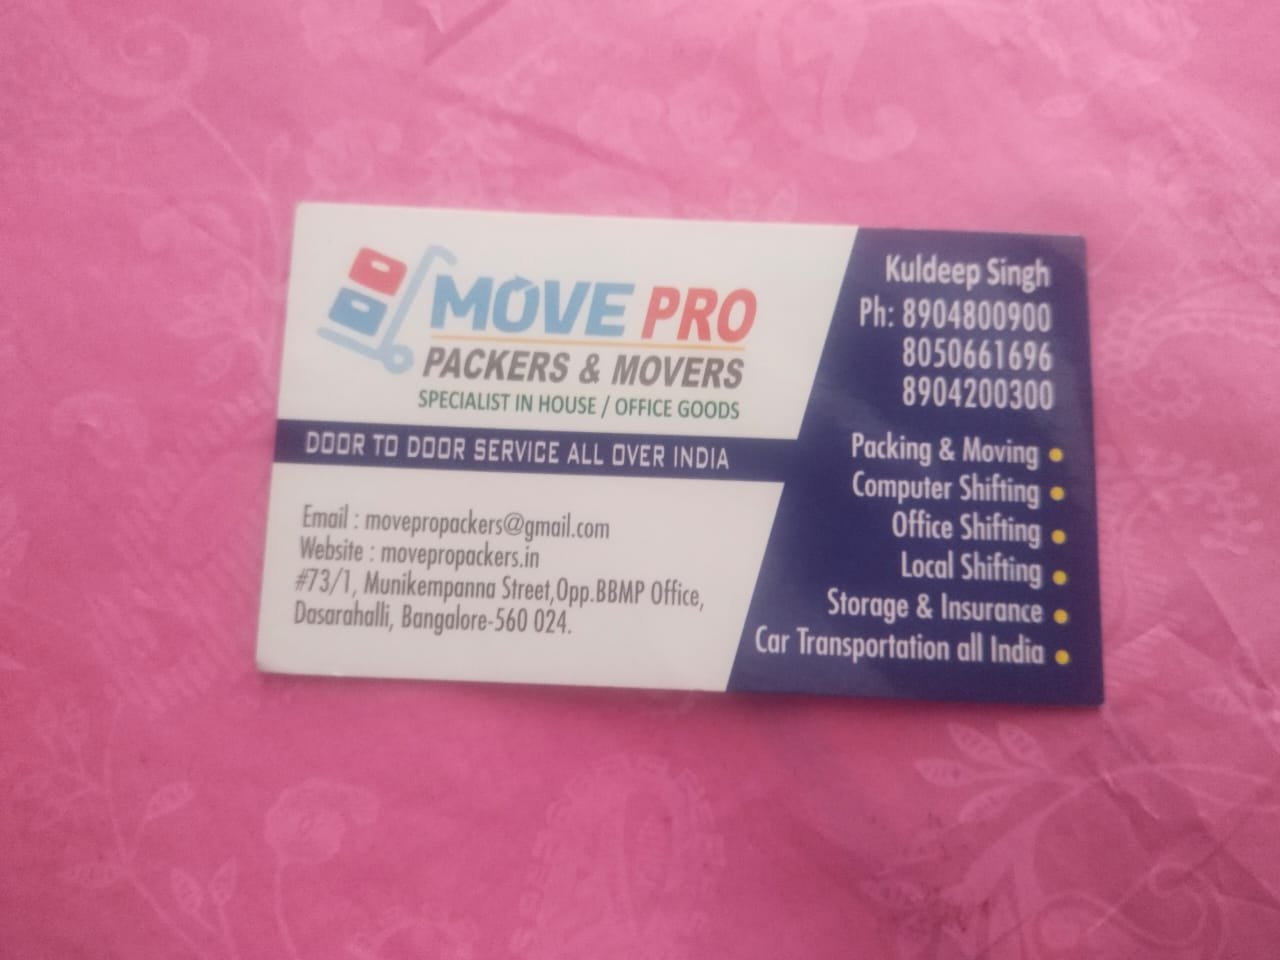 MOVE PRO
PACKERS & MOVERS
SPECIALIST IN HOUSE / OFFICE GOODS
DOOR TO DOOR SERVICE ALL OVER INDIA
Email : movepropackers@gmail.com
Website : movepropackers.in
#73/1, Munikempanna Street,Opp.BBMP Office,
Dasarahalli, Bangalore-560 024.
Kuldeep Singh
Ph: 8904800900
8050661696
8904200300
Packing & Moving
Computer Shifting
Office Shifting
Local Shifting
Storage & Insurance
Car Transportation all India